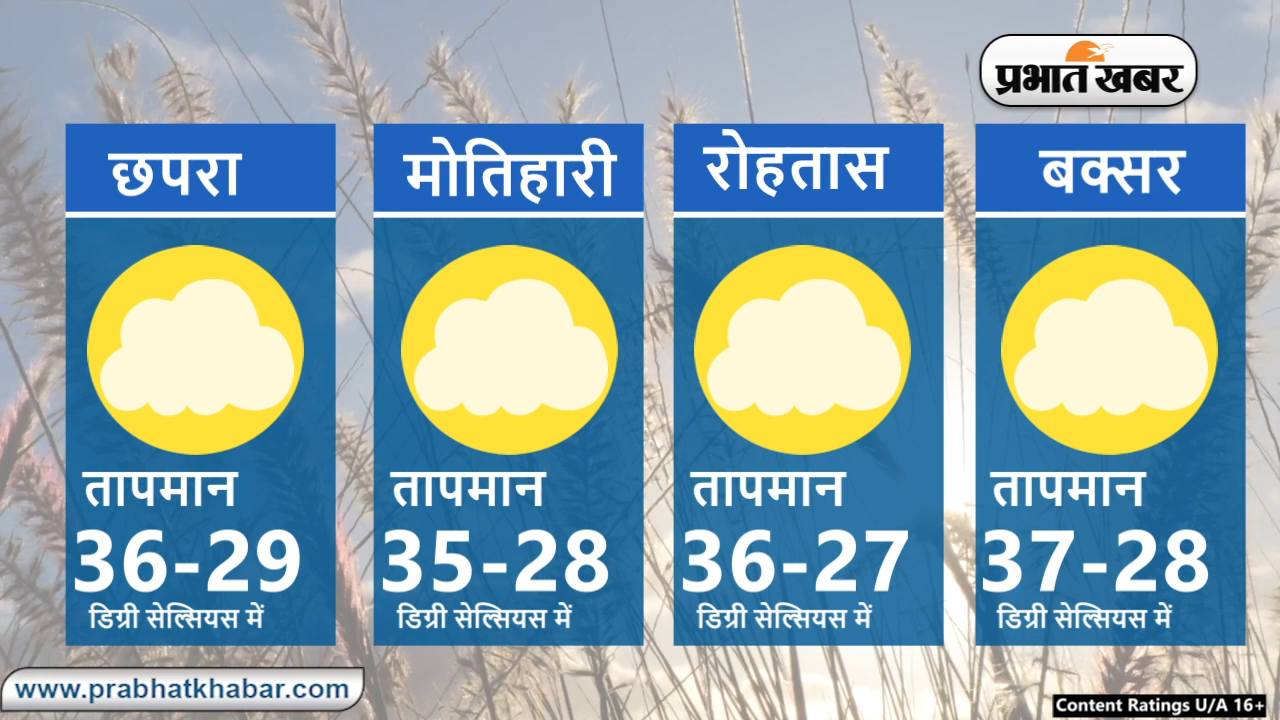 प्रभात खबर
छपरा
तापमान
36-29
डिग्री सेल्सियस में
मोतिहारी
तापमान
35-28
डिग्री सेल्सियस में
रोहतास
तापमान
36-27
डिग्री सेल्सियस में
बक्सर
तापमान
37-28
डिग्री सेल्सियस में
www.prabhatkhabar.com
Content Ratings U/A 16+